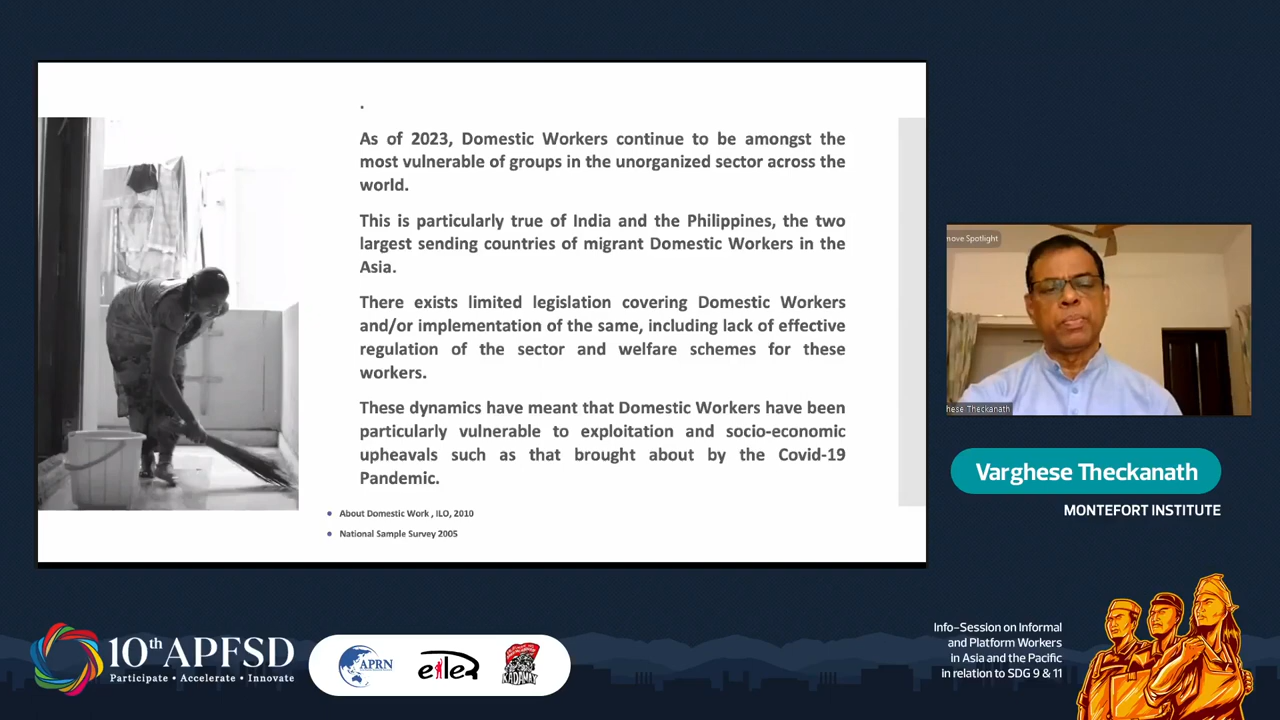 .
As of 2023, Domestic Workers continue to be amongst the
most vulnerable of groups in the unorganized sector across the
world.
This is particularly true of India and the Philippines, the two
largest sending countries of migrant Domestic Workers in the
Asia.
There exists limited legislation covering Domestic Workers
and/or implementation of the same, including lack of effective
regulation of the sector and welfare schemes for these
workers.
These dynamics have meant that Domestic Workers have been
particularly vulnerable to exploitation and socio-economic
upheavals such as that brought about by the Covid-19
Pandemic.
• About Domestic Work , ILO, 2010
• National Sample Survey 2005
nove Spotlight
hese Theckanath
Varghese Theckanath
MONTEFORT INSTITUTE
10th APFSD
Participate • Accelerate • Innovate
APRN
eiler
KADAMAY
Info-Session on Informal
and Platform Workers
in Asia and the Pacific
in relation to SDG 9 & 11